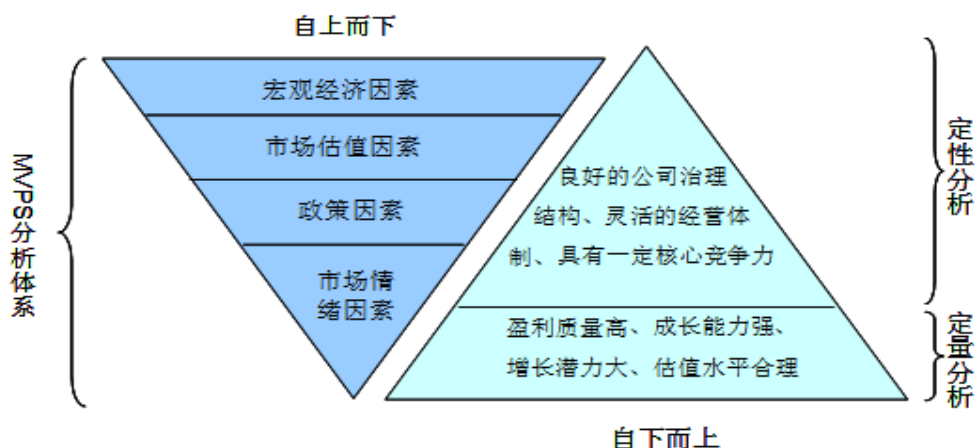 自上而下
MVPS分析体系
宏观经济因素
市场估值因素
政策因素
市场情
绪因素
良好的公司治理
结构、灵活的经营体
制、具有一定核心竞争力
盈利质量高、成长能力强、
增长潜力大、估值水平合理
定性分析
定量分析
自下而上